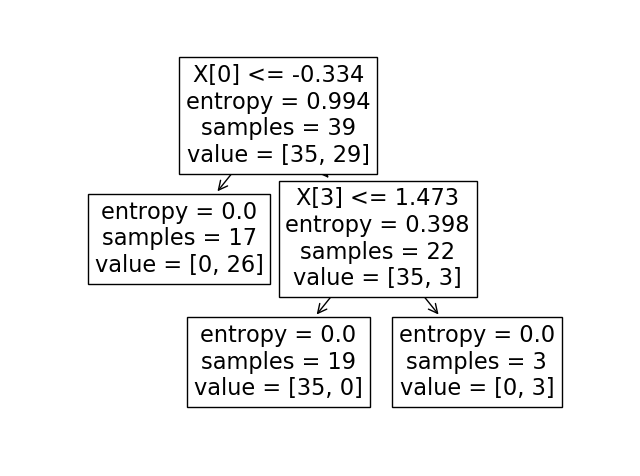 X[0] <= -0.334
entropy = 0.994
samples = 39
value = [35, 29]
entropy = 0.0
samples = 17
value = [0, 26]
X[3] <= 1.473
entropy = 0.398
samples = 22
value = [35, 3]
entropy = 0.0
samples = 19
value = [35, 0]
entropy = 0.0
samples = 3
value = [0, 3]